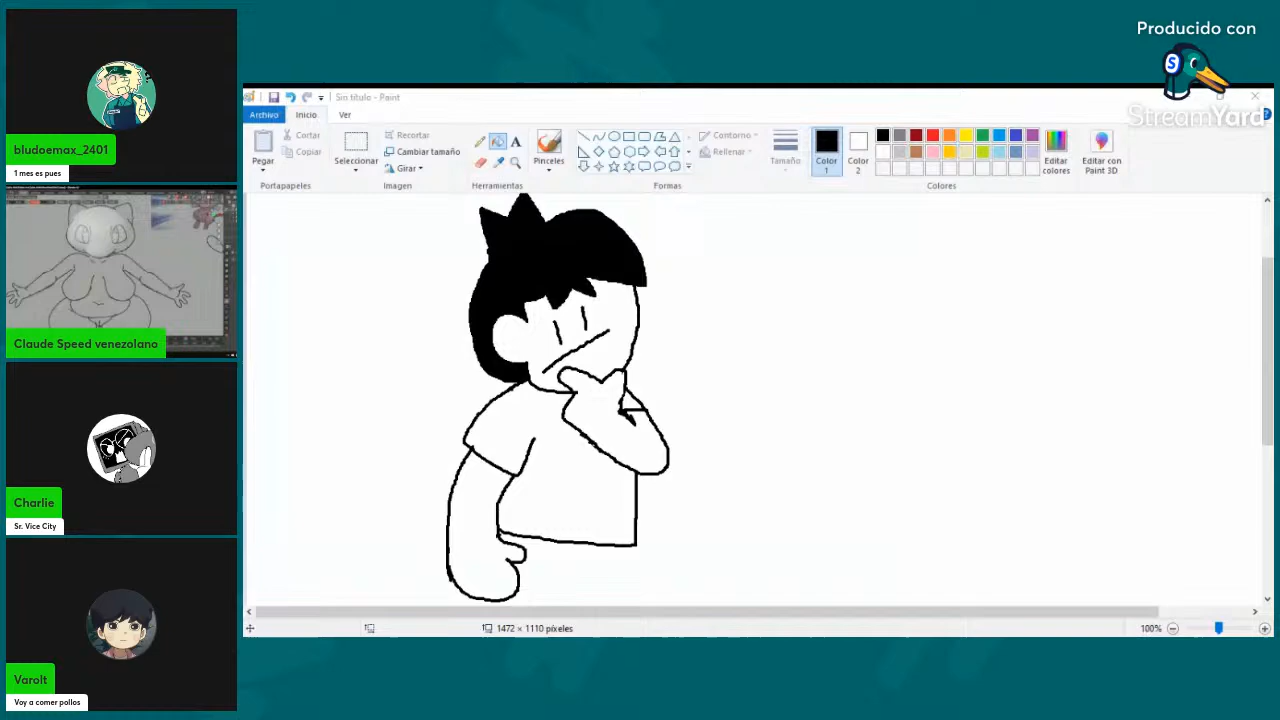 bludoemax_2401
1 mes es pues
Claude Speed venezolano
Charlie
Sr. Vice City
Varolt
Voy a comer pollos
Producido con
StreamYard
S
Sin título - Paint
Archivo
Inicio
Ver
Pegar
Cortar
Copiar
Portapapeles
Seleccionar
Recortar
Cambiar tamaño
Girar
Imagen
A
Herramientas
Pinceles
Contorno
Rellenar
Formas
Tamaño
Color
1
Color
2
Editar
colores
Colores
Editar con
Paint 3D
1472 × 1110 píxeles
100%